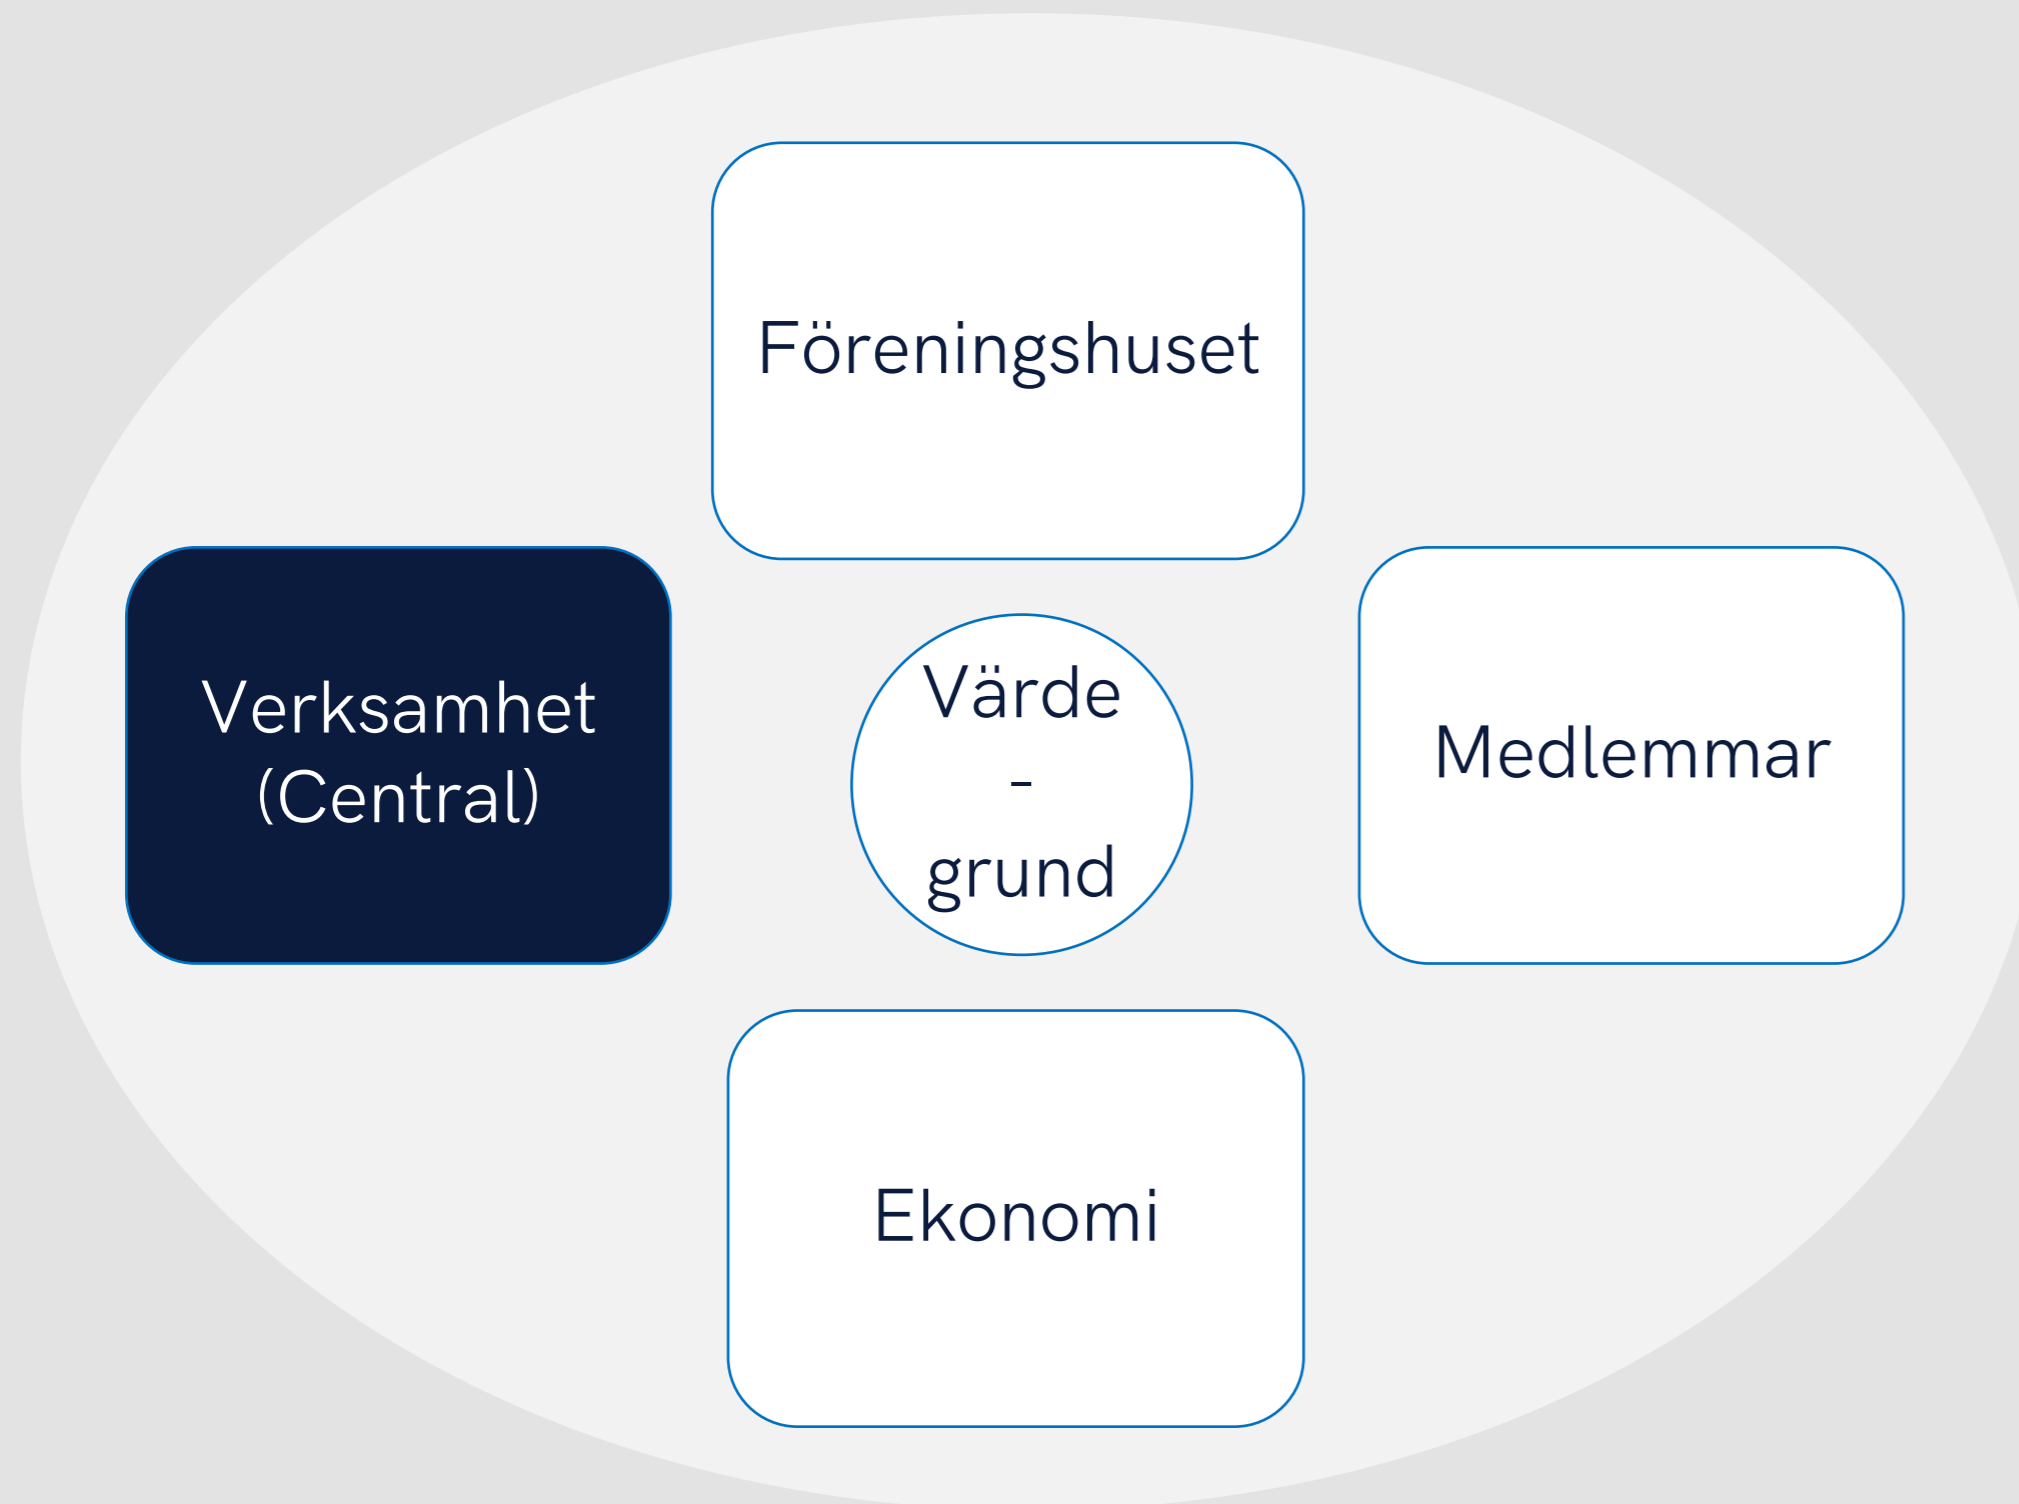 Föreningshuset
Verksamhet
(Central)
Värde
-
grund
Medlemmar
Ekonomi